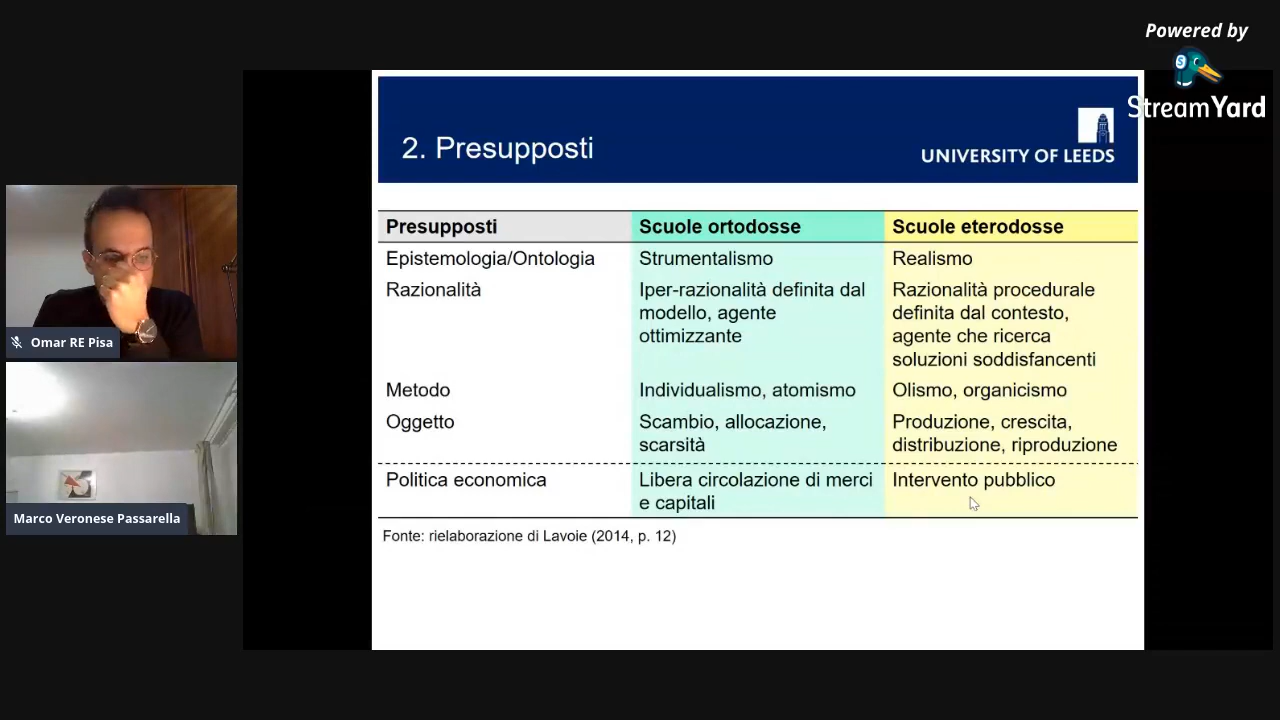 Powered by
StreamYard
2. Presupposti
UNIVERSITY OF LEEDS
Presupposti Scuole ortodosse Scuole eterodosse
Epistemologia/Ontologia Strumentalismo Realismo
Razionalità Iper-razionalità definita dal Razionalità procedurale
modello, agente definita dal contesto,
ottimizzante agente che ricerca
soluzioni soddisfancenti
Metodo Individualismo, atomismo Olismo, organicismo
Oggetto Scambio, allocazione, Produzione, crescita,
scarsità distribuzione, riproduzione
Politica economica Libera circolazione di merci Intervento pubblico
e capitali
Fonte: rielaborazione di Lavoie (2014, p. 12)
Omar RE Pisa
Marco Veronese Passarella